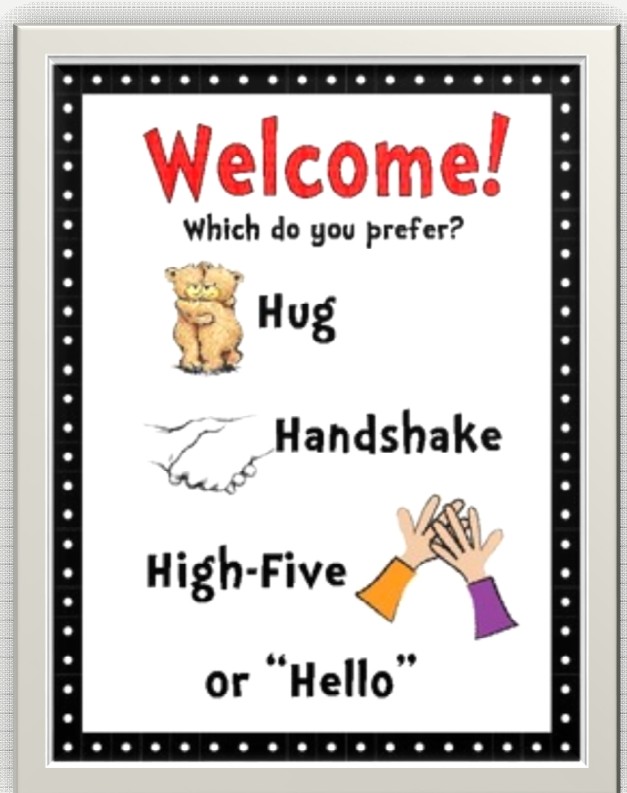 Welcome!
Which do you prefer?
Hug
Handshake
High-Five
or “Hello”